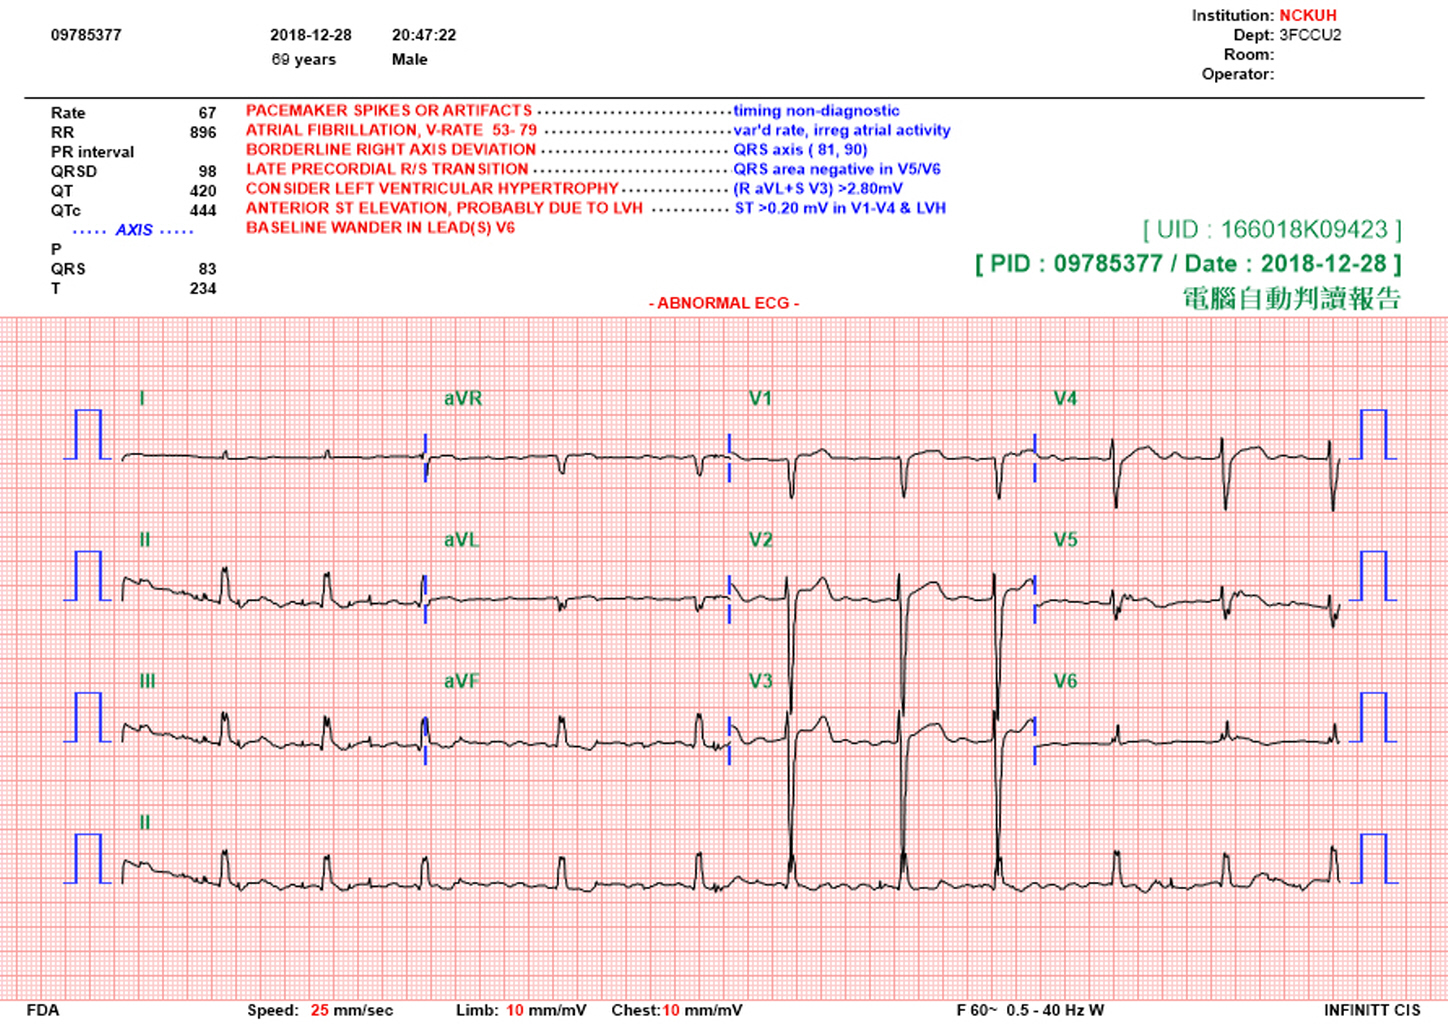 Institution: NCKUH
09785377 2018-12-28 20:47:22 Dept: 3FCCU2
69 years Male Room:
Operator:
Rate 67 PACEMAKER SPIKES OR ARTIFACTS timing non-diagnostic
RR 896 ATRIAL FIBRILLATION, V-RATE 53- 79 var'd rate, irreg atrial activity
PR interval BORDERLINE RIGHT AXIS DEVIATION QRS axis ( 81, 90)
QRSD 98 LATE PRECORDIAL R/S TRANSITION QRS area negative in V5/V6
QT 420 CONSIDER LEFT VENTRICULAR HYPERTROPHY (R aVL+S V3) >2.80mV
QTc 444 ANTERIOR ST ELEVATION, PROBABLY DUE TO LVH ST >0.20 mV in V1-V4 & LVH
AXIS BASELINE WANDER IN LEAD(S) V6
[ UID : 166018K09423 ]
P
QRS 83 [ PID : 09785377 / Date : 2018-12-28 ]
T 234
- ABNORMAL ECG - 電腦自動判讀報告
I aVR V1 V4
II aVL V2 V5
III aVF V3 V6
II
FDA Speed: 25 mm/sec Limb: 10 mm/mV Chest:10 mm/mV F 60~ 0.5 - 40 Hz W INFINITT CIS